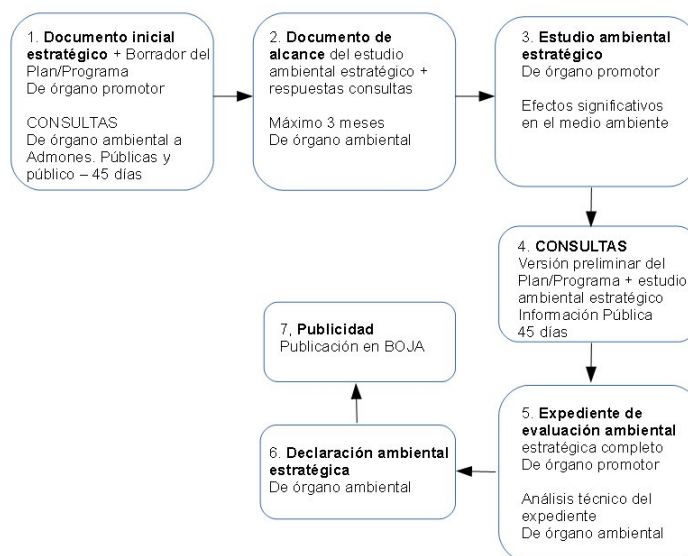 1. Documento inicial
estratégico + Borrador del
Plan/Programa
De órgano promotor
CONSULTAS
De órgano ambiental a
Admones. Públicas y
público – 45 días
2. Documento de
alcance del estudio
ambiental estratégico +
respuestas consultas
Máximo 3 meses
De órgano ambiental
3. Estudio ambiental
estratégico
De órgano promotor
Efectos significativos
en el medio ambiente
4. CONSULTAS
Versión preliminar del
Plan/Programa + estudio
ambiental estratégico
Información Pública
45 días
5. Expediente de
evaluación ambiental
estratégica completo
De órgano promotor
Análisis técnico del
expediente
De órgano ambiental
6. Declaración ambiental
estratégica
De órgano ambiental
7, Publicidad
Publicación en BOJA